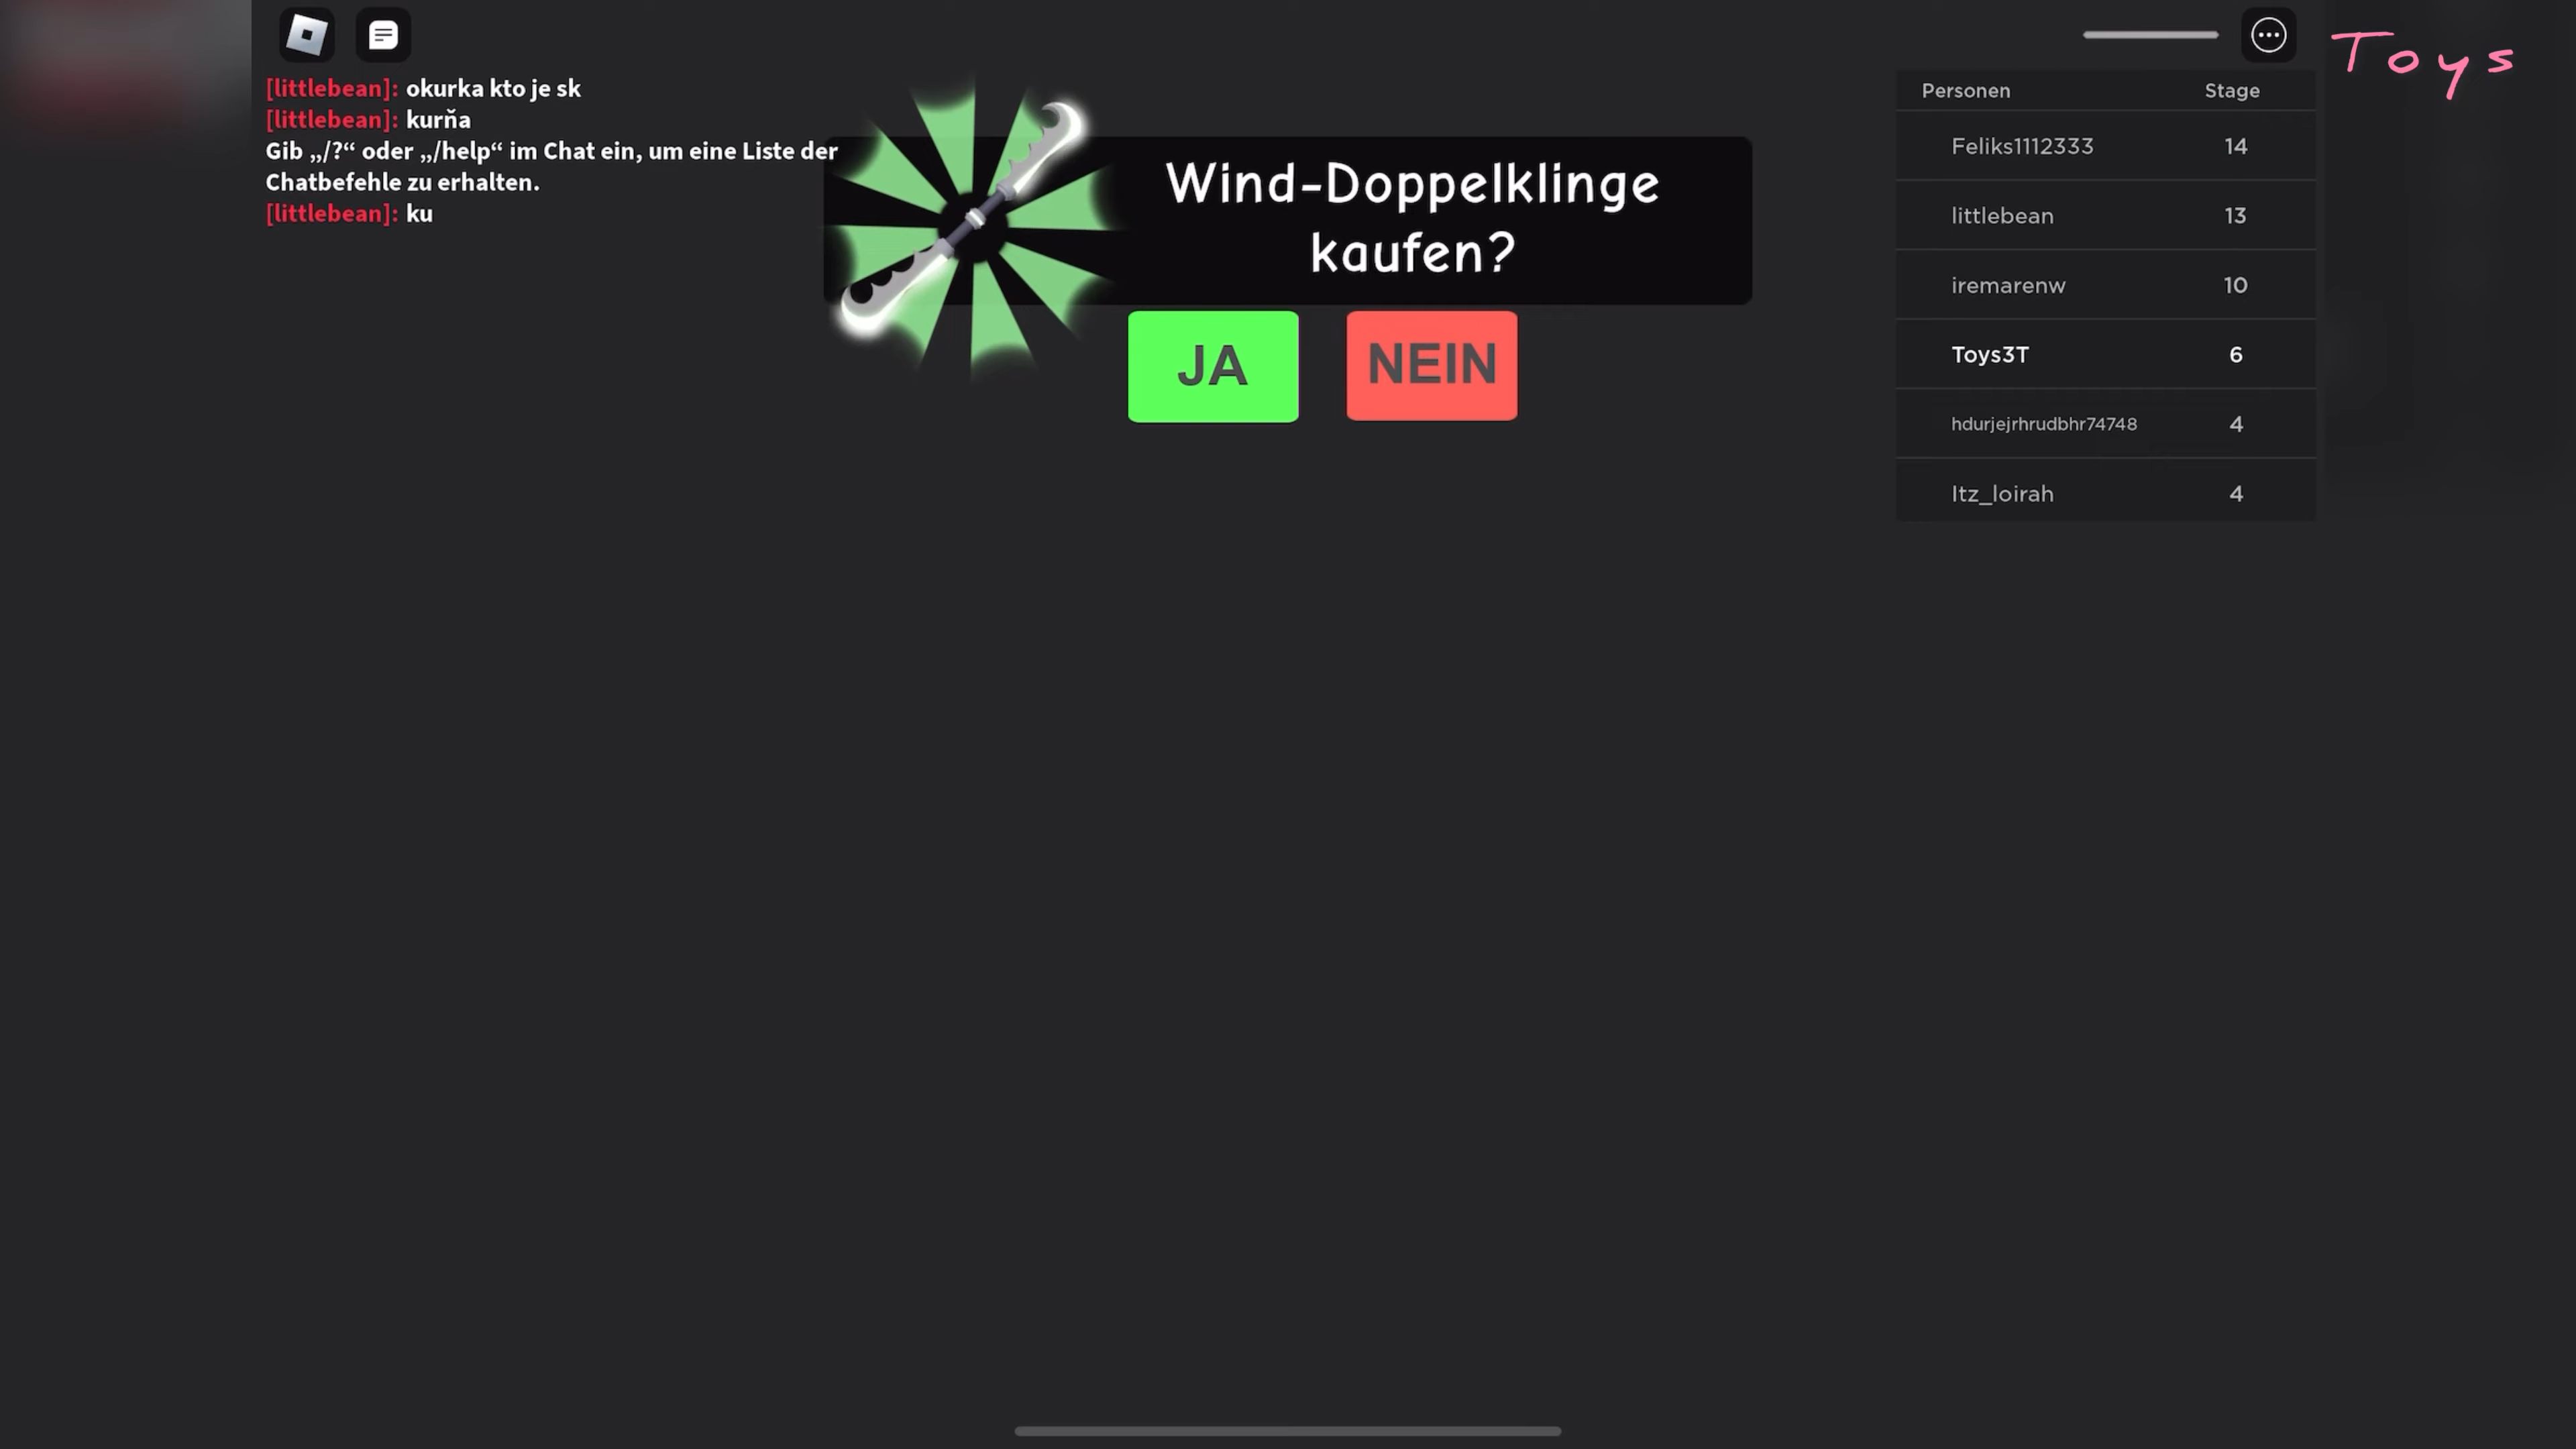 [littlebean]: okurka kto je sk
[littlebean]: kurňa
Gib „/?“ oder „/help“ im Chat ein, um eine Liste der
Chatbefehle zu erhalten.
[littlebean]: ku
Wind-Doppelklinge
kaufen?
JA
NEIN
Personen Stage
Feliks1112333 14
littlebean 13
iremarenw 10
Toys3T 6
hdurjejrhrudbhr74748 4
Itz_loirah 4
Toys